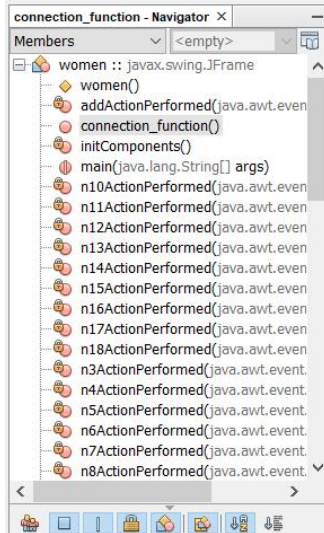 connection_function - Navigator ×
Members <empty>
women :: javax.swing.JFrame
women()
addActionPerformed(java.awt.even
connection_function()
initComponents()
main(java.lang.String[] args)
n10ActionPerformed(java.awt.even
n11ActionPerformed(java.awt.even
n12ActionPerformed(java.awt.even
n13ActionPerformed(java.awt.even
n14ActionPerformed(java.awt.even
n15ActionPerformed(java.awt.even
n16ActionPerformed(java.awt.even
n17ActionPerformed(java.awt.even
n18ActionPerformed(java.awt.even
n3ActionPerformed(java.awt.event.
n4ActionPerformed(java.awt.event.
n5ActionPerformed(java.awt.event.
n6ActionPerformed(java.awt.event.
n7ActionPerformed(java.awt.event.
n8ActionPerformed(java.awt.event.